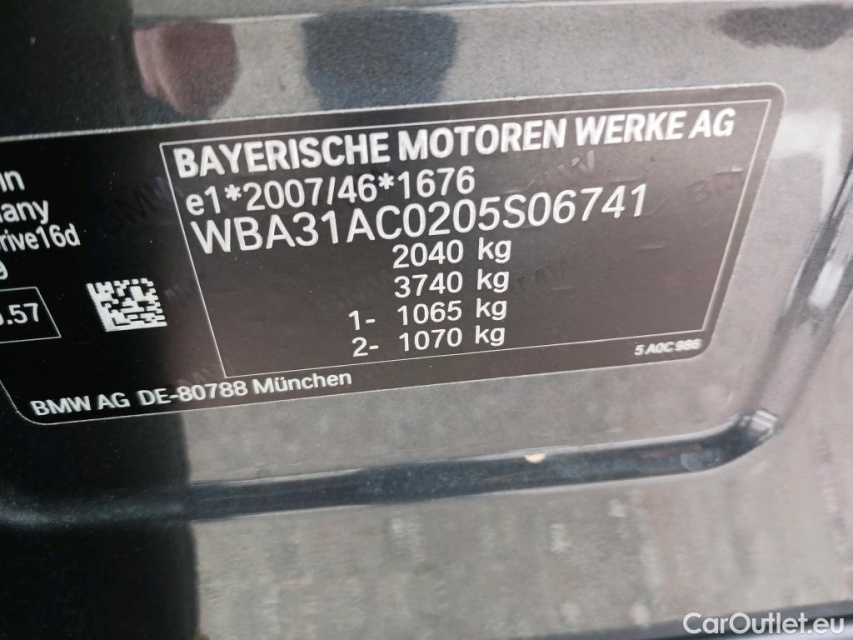 BAYERISCHE MOTOREN WERKE AG
e1*2007/46*1676
WBA31AC0205S06741
2040 kg
3740 kg
1- 1065 kg
2- 1070 kg
5 A0C 986
.57
BMW AG DE-80788 München
CarOutlet.eu